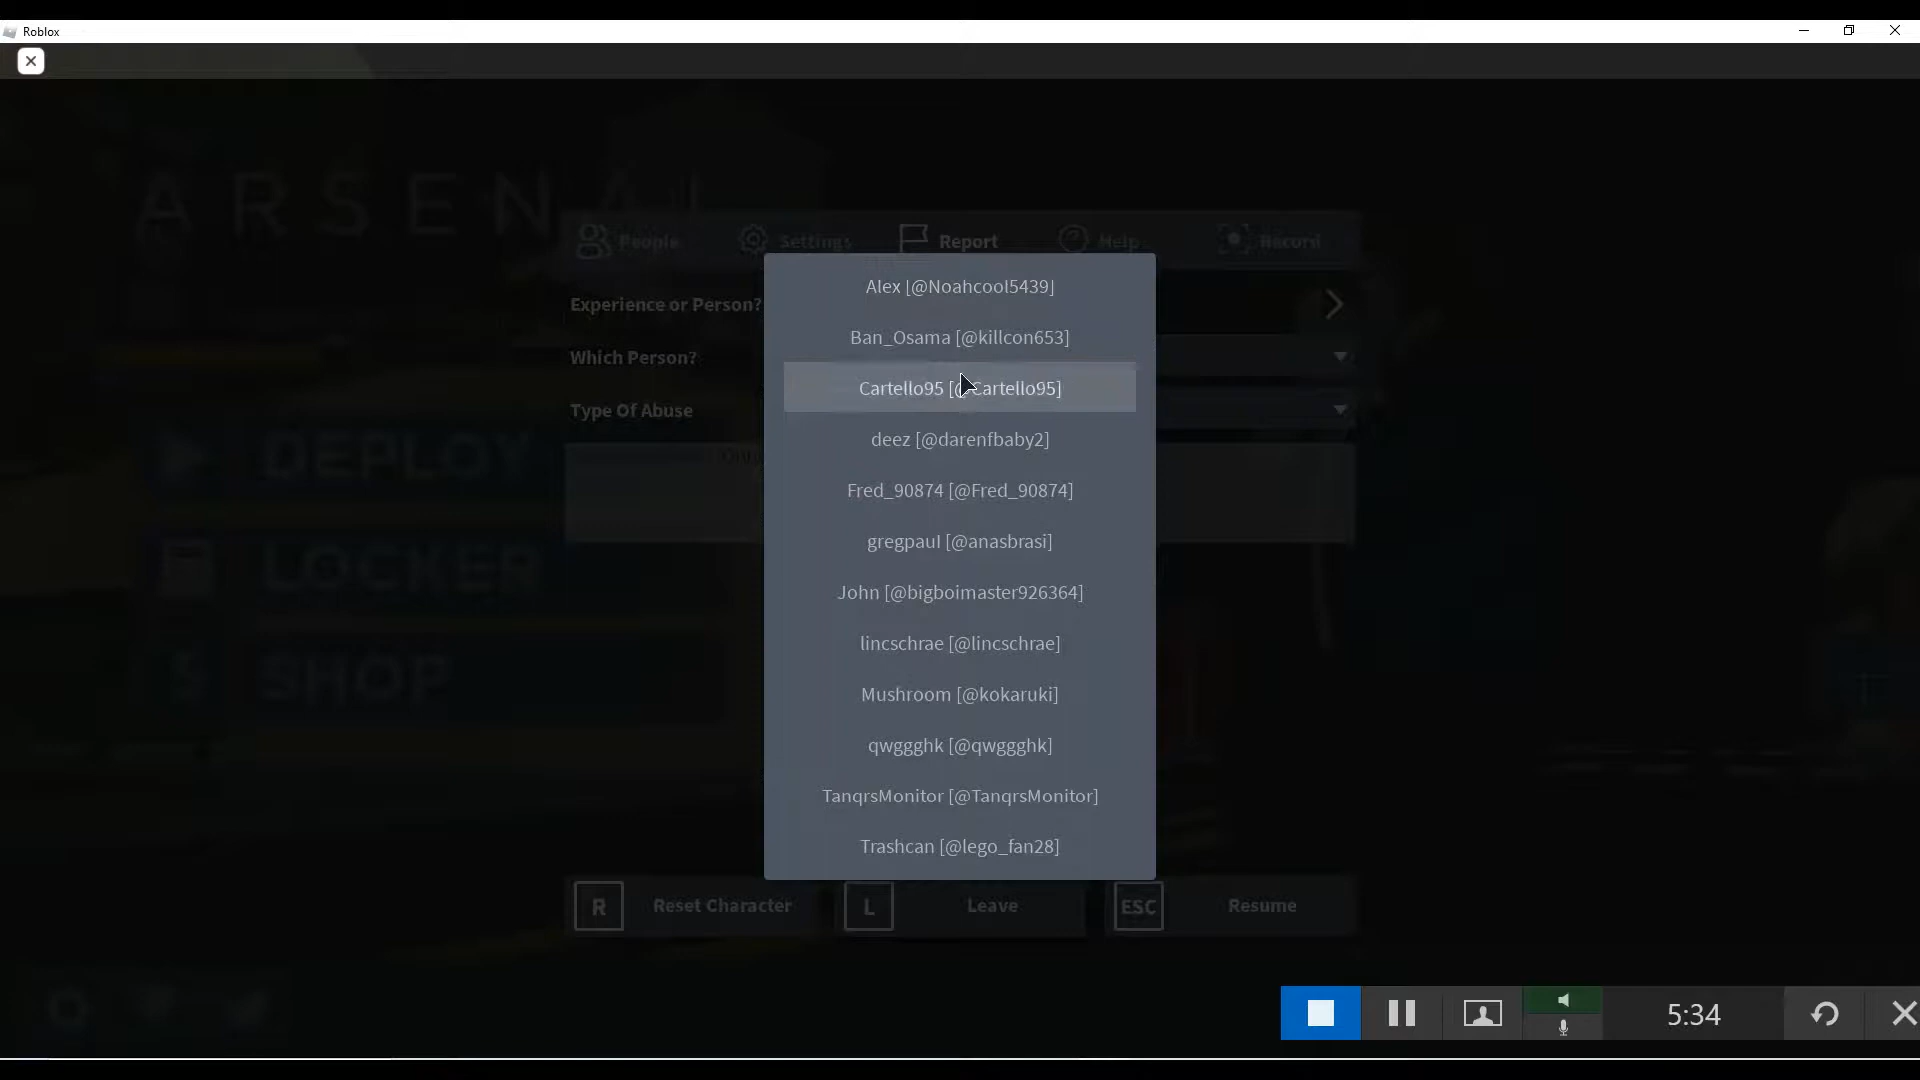 Roblox
ARSENAL
People Settings Report Help Record
Experience or Person?
Which Person?
Type Of Abuse
Alex [@Noahcool5439]
Ban_Osama [@killcon653]
Cartello95 [@Cartello95]
deez [@darenfbaby2]
Fred_90874 [@Fred_90874]
gregpaul [@anasbrasi]
John [@bigboimaster926364]
lincschrae [@lincschrae]
Mushroom [@kokaruki]
qwggghk [@qwggghk]
TanqrsMonitor [@TanqrsMonitor]
Trashcan [@lego_fan28]
DEPLOY
LOCKER
$ SHOP
R Reset Character L Leave ESC Resume
5:34